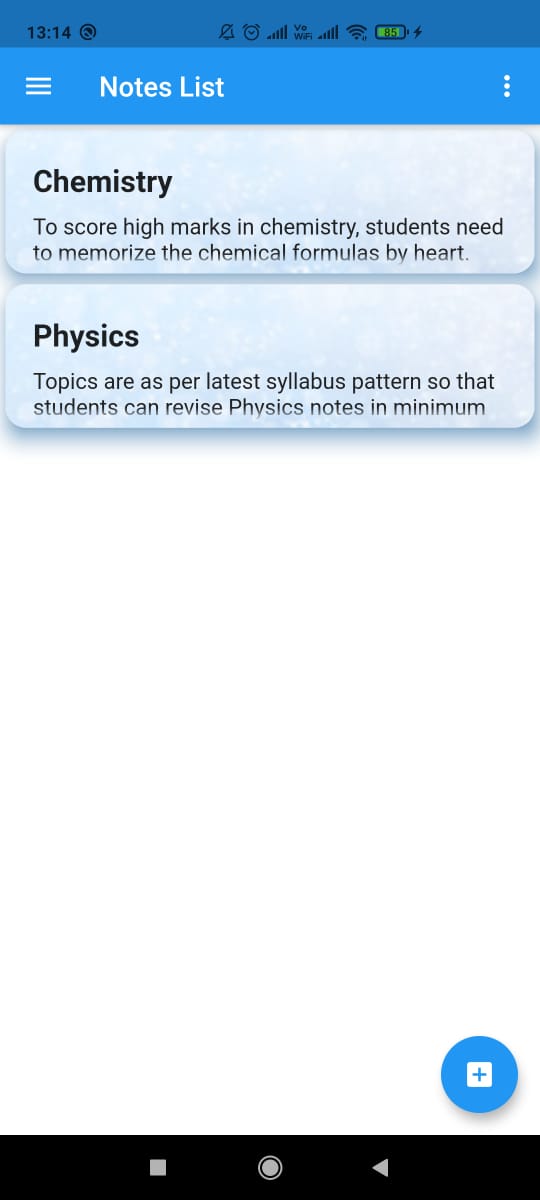 13:14 Vo WiFi 85
Notes List
Chemistry
To score high marks in chemistry, students need
to memorize the chemical formulas by heart.
Physics
Topics are as per latest syllabus pattern so that
students can revise Physics notes in minimum